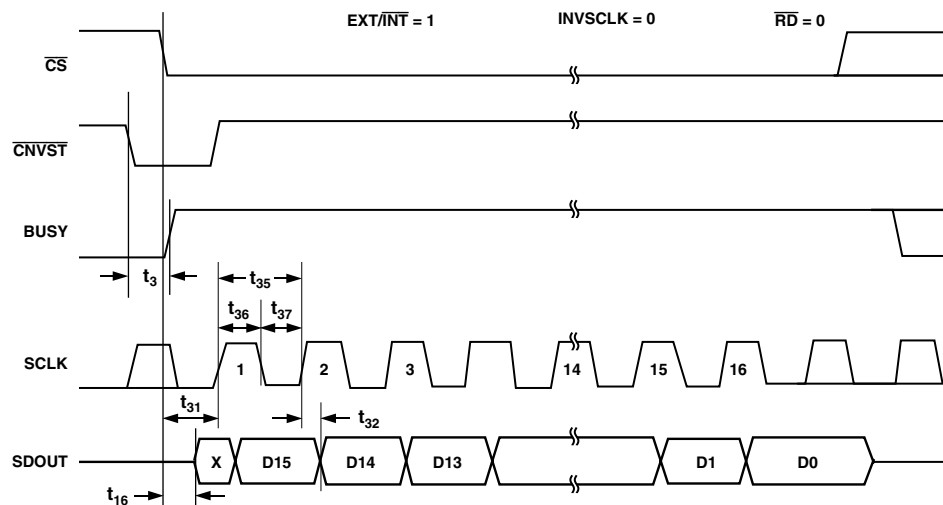 EXT/INT = 1 INVSCLK = 0 RD = 0
CS
CNVST
BUSY
t3
t35
t36 t37
SCLK 1 2 3 14 15 16
t31 t32
SDOUT X D15 D14 D13 D1 D0
t16